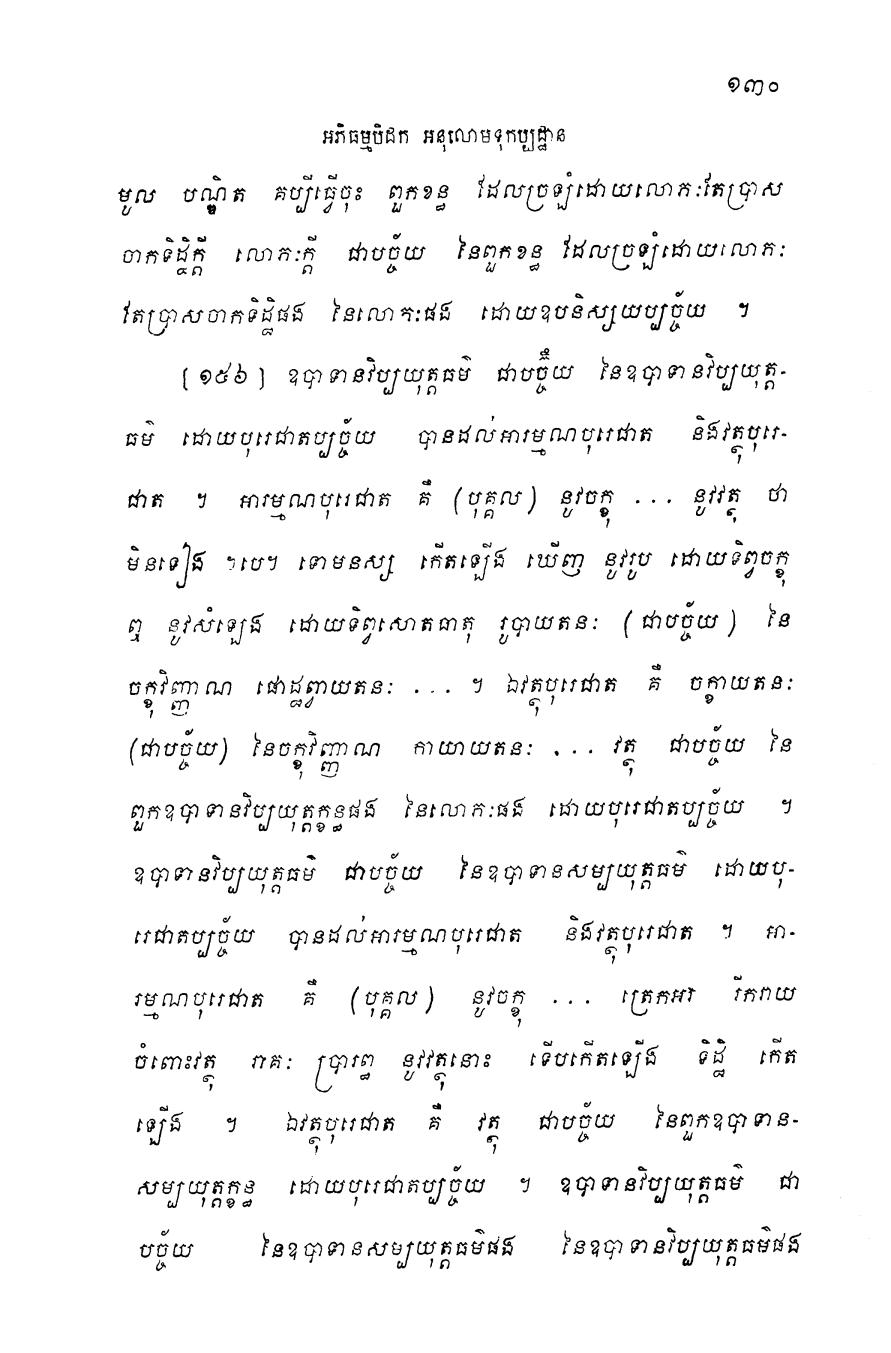 ១៣០
អភិធម្មបិដក អនុលោមទុកប្បដ្ឋាន
មូល បណ្ឌិត គប្បីធ្វើចុះ ពួកខន្ធ ដែលច្រឡំដោយលោភៈតែប្រាស
ចាកទិដ្ឋិក្តី លោភៈក្តី ជាបច្ច័យ នៃពួកខន្ធ ដែលច្រឡំដោយលោភៈ
តែប្រាសចាកទិដ្ឋិផង នៃលោភៈផង ដោយឧបនិស្សយប្បច្ច័យ ។
[១៥៦] ឧបាទានវិប្បយុត្តធម៌ ជាបច្ច័យ នៃឧបាទានវិប្បយុត្ត-
ធម៌ ដោយបុរេជាតប្បច្ច័យ បានដល់អារម្មណបុរេជាត និងវត្ថុបុរេ-
ជាត ។ អារម្មណបុរេជាត គឺ (បុគ្គល) នូវចក្ខុ ... នូវវត្ថុ ថា
មិនទៀង ។បេ។ ទោមនស្ស កើតឡើង ឃើញ នូវរូប ដោយទិព្វចក្ខុ
ឮ នូវសំឡេង ដោយទិព្វសោតធាតុ រូបាយតនៈ (ជាបច្ច័យ) នៃ
ចក្ខុវិញ្ញាណ ផោដ្ឋព្វាយតនៈ ... ។ ឯវត្ថុបុរេជាត គឺ ចក្ខាយតនៈ
(ជាបច្ច័យ) នៃចក្ខុវិញ្ញាណ កាយាយតនៈ ... វត្ថុ ជាបច្ច័យ នៃ
ពួកឧបាទានវិប្បយុត្តក្ខន្ធផង នៃលោភៈផង ដោយបុរេជាតប្បច្ច័យ ។
ឧបាទានវិប្បយុត្តធម៌ ជាបច្ច័យ នៃឧបាទានសម្បយុត្តធម៌ ដោយបុ-
រេជាតប្បច្ច័យ បានដល់អារម្មណបុរេជាត និងវត្ថុបុរេជាត ។ អា-
រម្មណបុរេជាត គឺ (បុគ្គល) នូវចក្ខុ ... ត្រេកអរ រីករាយ
ចំពោះវត្ថុ រាគៈ ប្រារព្ធ នូវវត្ថុនោះ ទើបកើតឡើង ទិដ្ឋិ កើត
ឡើង ។ ឯវត្ថុបុរេជាត គឺ វត្ថុ ជាបច្ច័យ នៃពួកឧបាទាន-
សម្បយុត្តក្ខន្ធ ដោយបុរេជាតប្បច្ច័យ ។ ឧបាទានវិប្បយុត្តធម៌ ជា
បច្ច័យ នៃឧបាទានសម្បយុត្តធម៌ផង នៃឧបាទានវិប្បយុត្តធម៌ផង